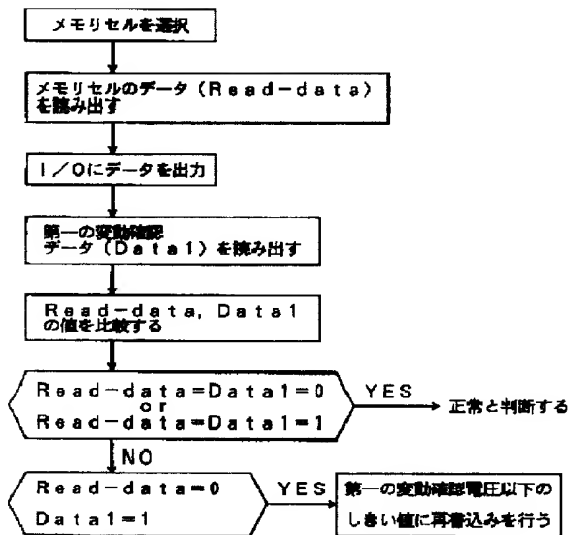 メモリセルを選択
メモリセルのデータ（Read-data）
を読み出す
I/Oにデータを出力
第一の変動確認
データ（Data1）を読み出す
Read-data, Data1
の値を比較する
Read-data=Data1=0
or
Read-data=Data1=1
YES
正常と判断する
NO
Read-data=0
Data1=1
YES
第一の変動確認電圧以下の
しきい値に再書込みを行う